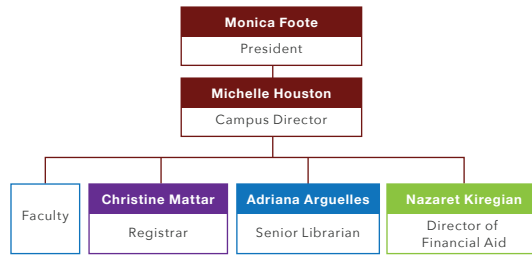 Monica Foote
President
Michelle Houston
Campus Director
Faculty
Christine Mattar
Registrar
Adriana Arguelles
Senior Librarian
Nazaret Kiregian
Director of
Financial Aid